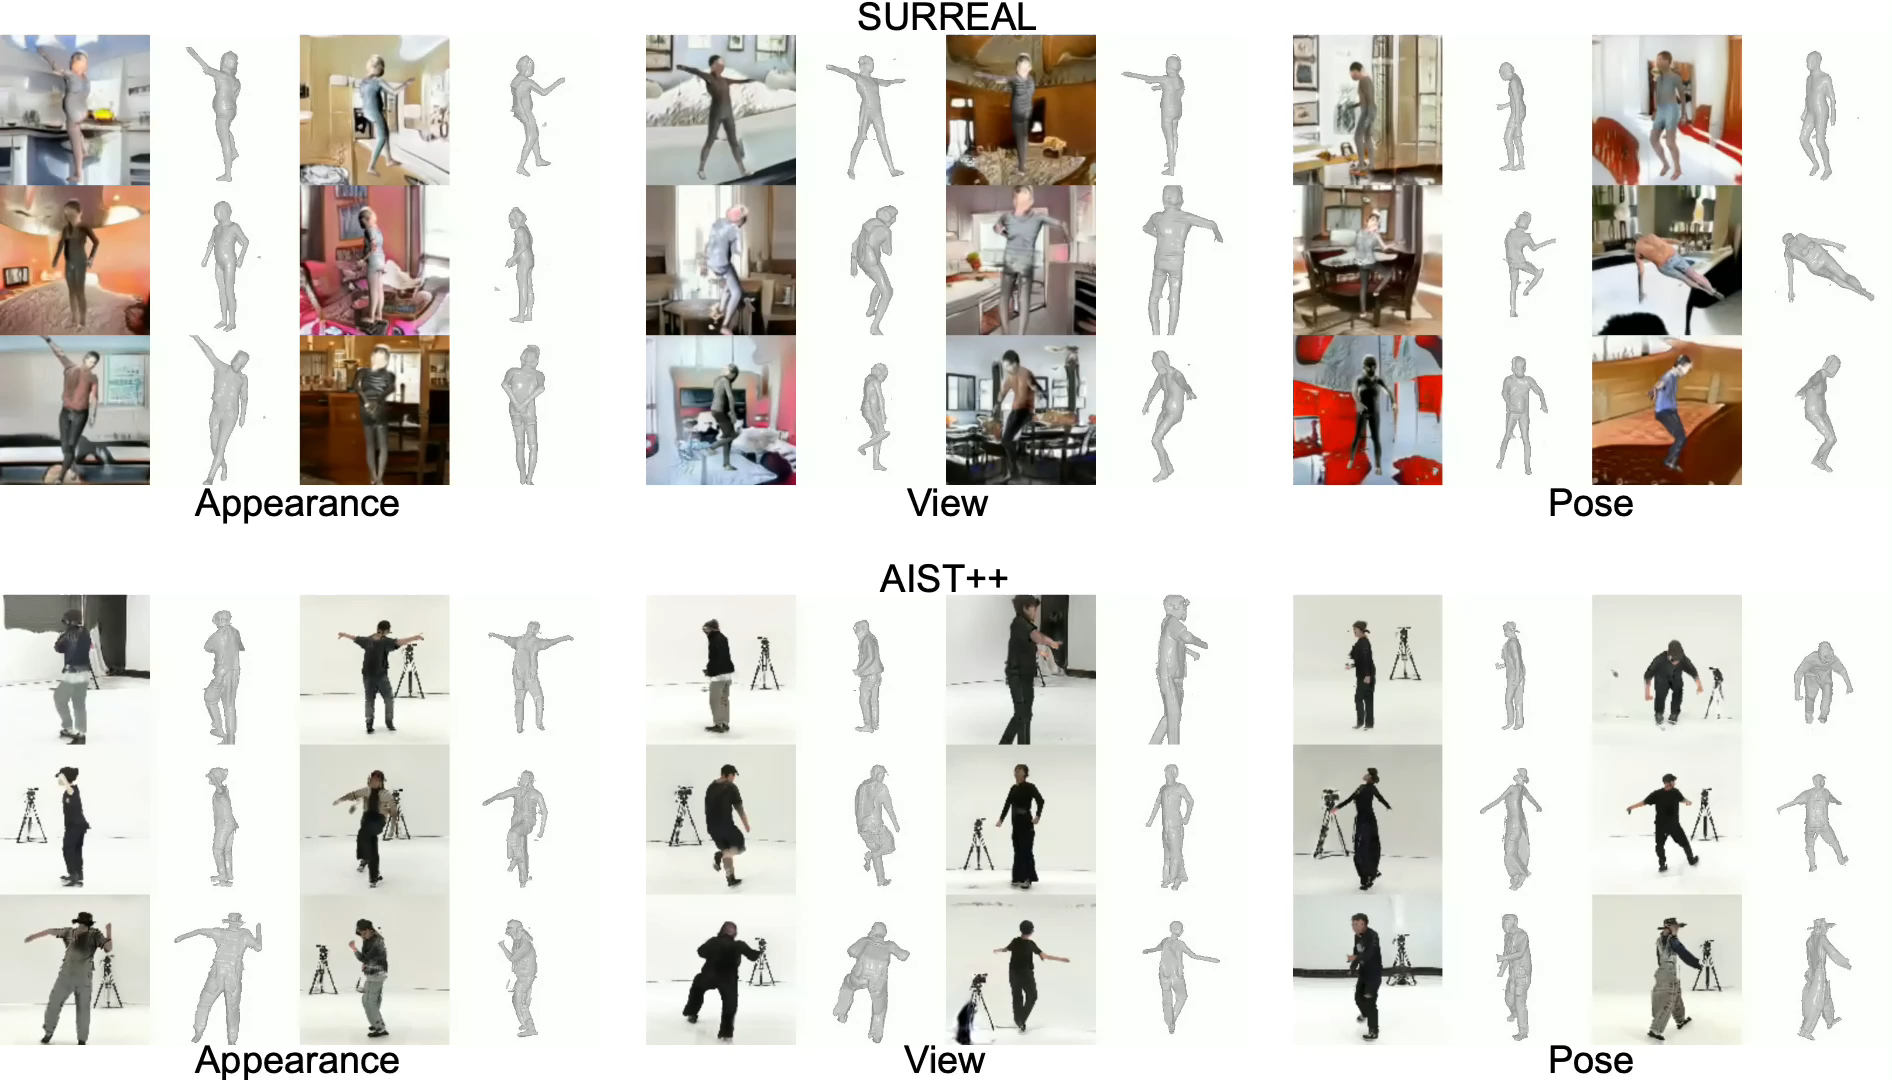 SURREAL
Appearance
View
Pose
AIST++
Appearance
View
Pose